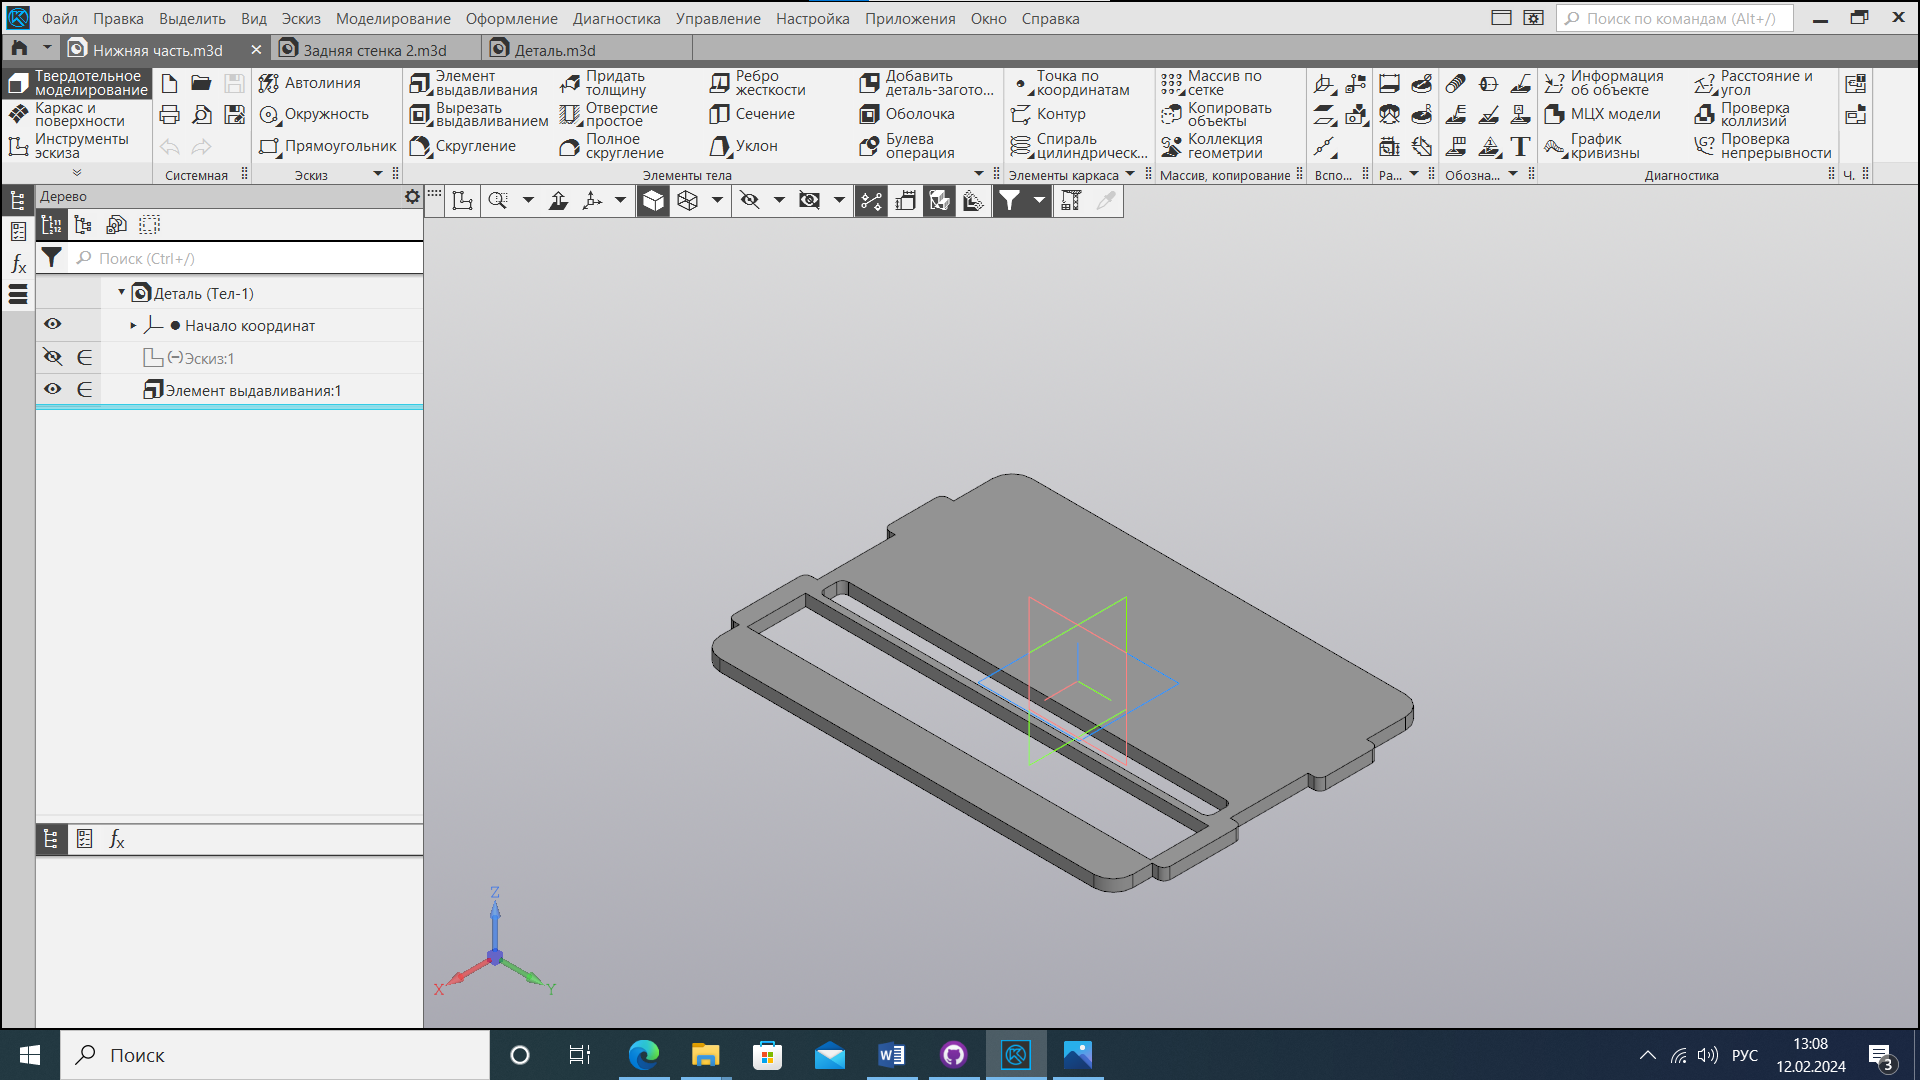 Файл Правка Выделить Вид Эскиз Моделирование Оформление Диагностика Управление Настройка Приложения Окно Справка
Поиск по командам (Alt+/)
Нижняя часть.m3d
Задняя стенка 2.m3d
Деталь.m3d
Твердотельное
моделирование
Каркас и
поверхности
Инструменты
эскиза
Системная
Автолиния
Окружность
Прямоугольник
Эскиз
Элемент
выдавливания
Вырезать
выдавливанием
Скругление
Придать
толщину
Отверстие
простое
Полное
скругление
Ребро
жесткости
Сечение
Уклон
Добавить
деталь-загото...
Оболочка
Булева
операция
Элементы тела
Точка по
координатам
Контур
Спираль
цилиндрическ...
Элементы каркаса
Массив по
сетке
Копировать
объекты
Коллекция
геометрии
Массив, копирование
Вспо...
Ра...
Обозна...
Информация
об объекте
МЦХ модели
График
кривизны
Расстояние и
угол
Проверка
коллизий
Проверка
непрерывности
Диагностика
Ч.
Дерево
Поиск (Ctrl+/)
Деталь (Тел-1)
Начало координат
(−)Эскиз:1
Элемент выдавливания:1
Z
X
Y
Поиск
РУС
13:08
12.02.2024
3